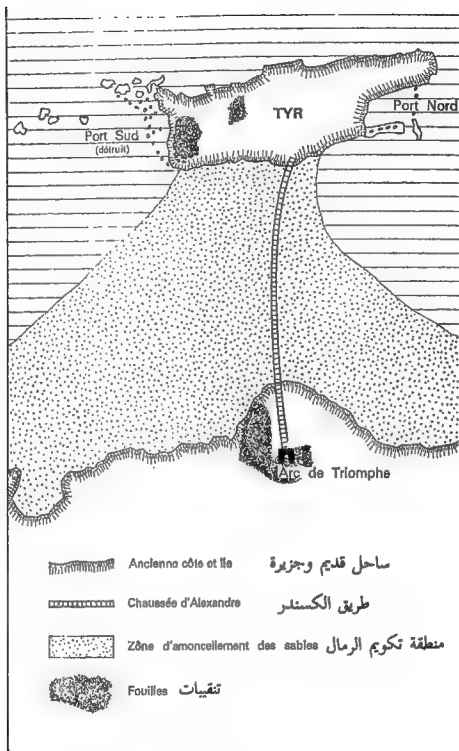 TYR
Port Nord
Port Sud
(détruit)
Arc de Triomphe
Ancienne côte et île ساحل قديم وجزيرة
Chaussée d'Alexandre طريق الكسندر
Zône d'amoncellement des sables منطقة تكويم الرمال
Fouilles تنقيبات